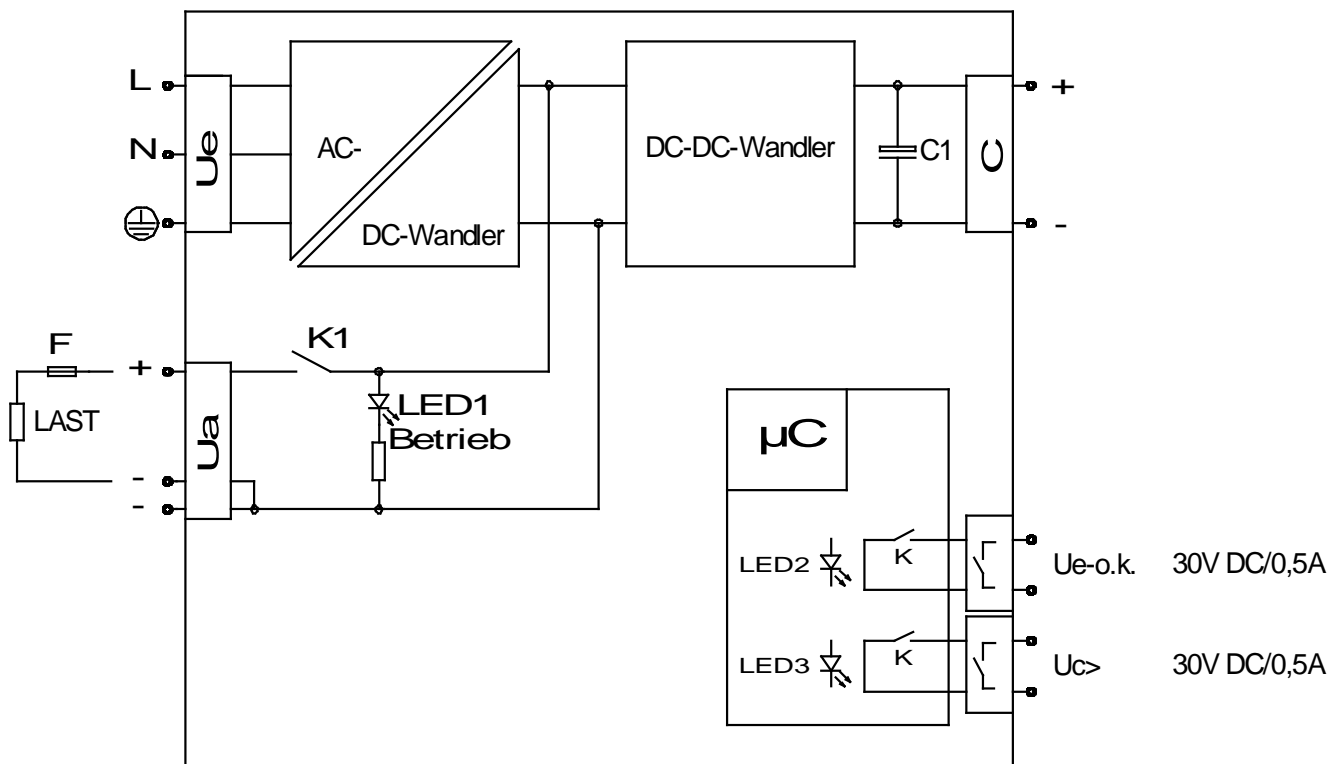 L
N
Ue
AC-
DC-Wandler
DC-DC-Wandler
C1
C
+
-
F
LAST
+
-
-
Ua
K1
LED1
Betrieb
µC
LED2
K
Ue-o.k. 30V DC/0,5A
LED3
K
Uc> 30V DC/0,5A